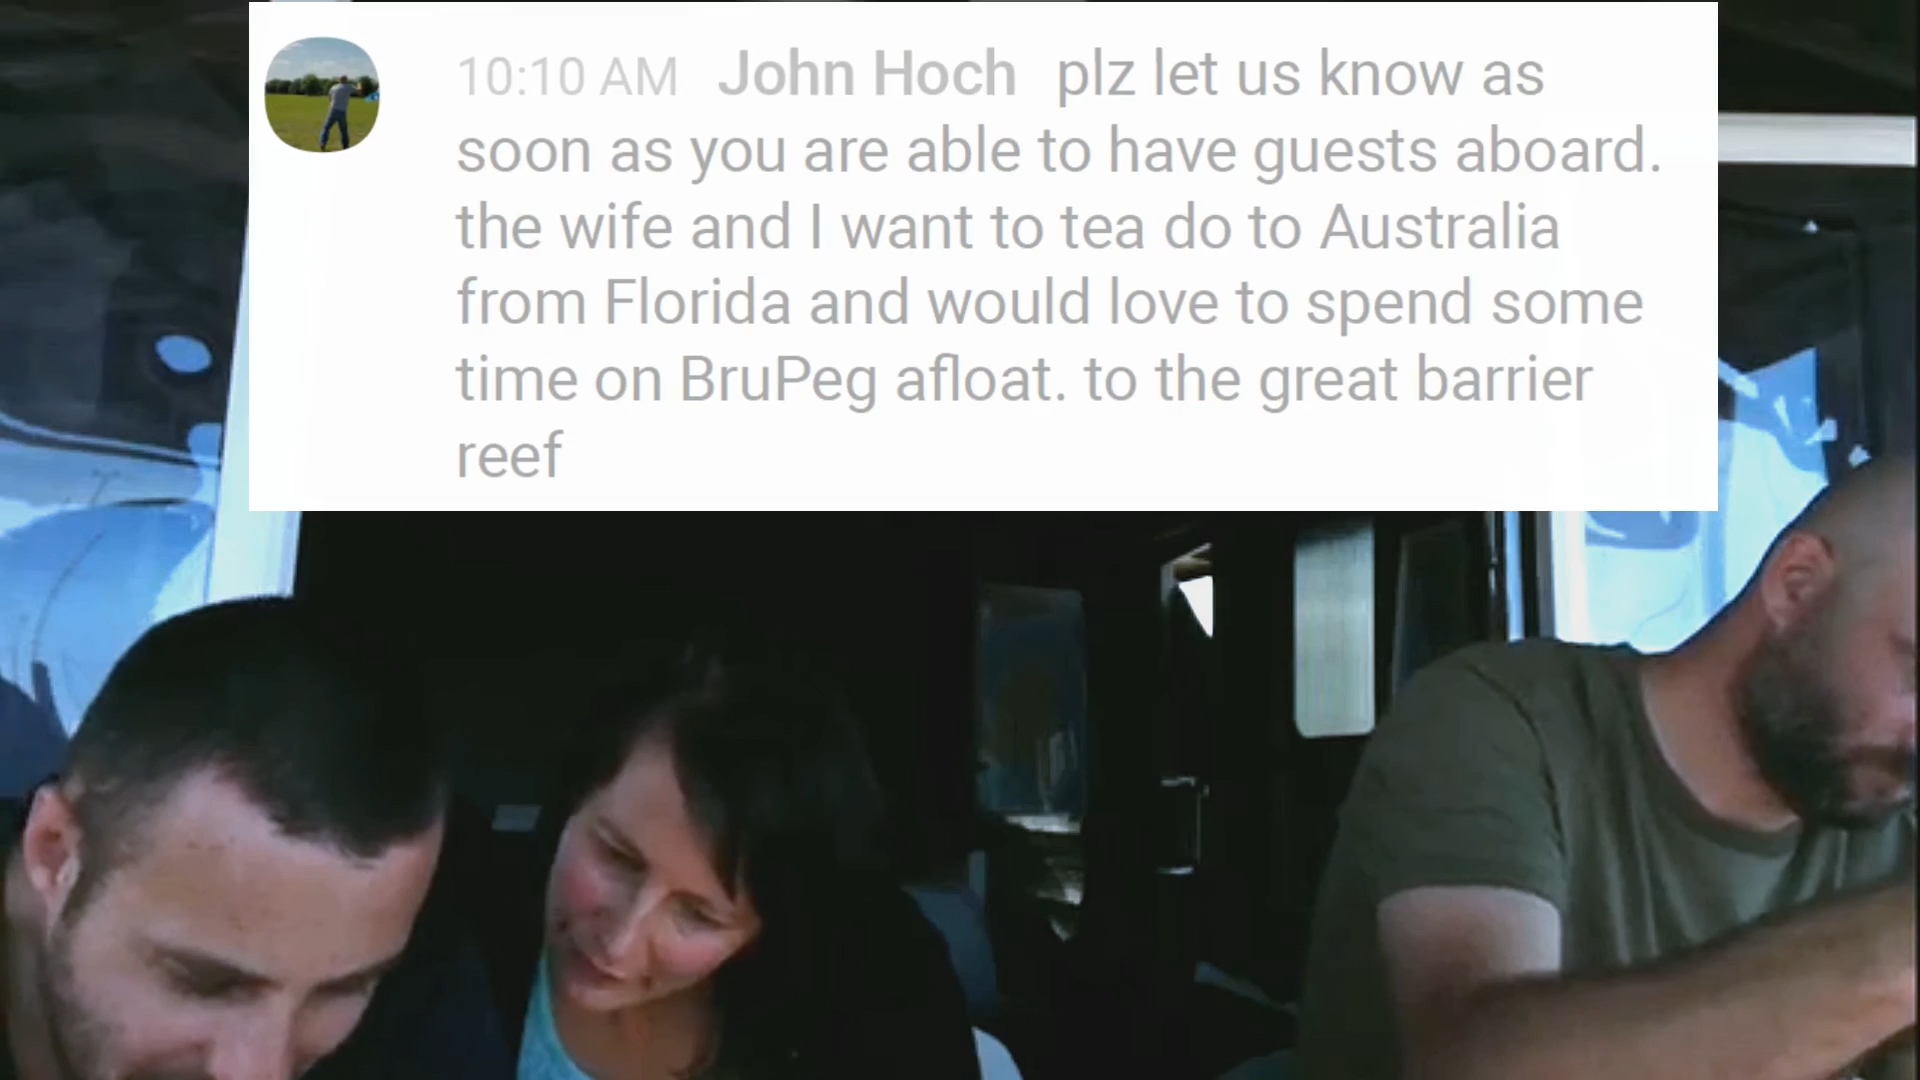 10:10 AM John Hoch plz let us know as
soon as you are able to have guests aboard.
the wife and I want to tea do to Australia
from Florida and would love to spend some
time on BruPeg afloat. to the great barrier
reef